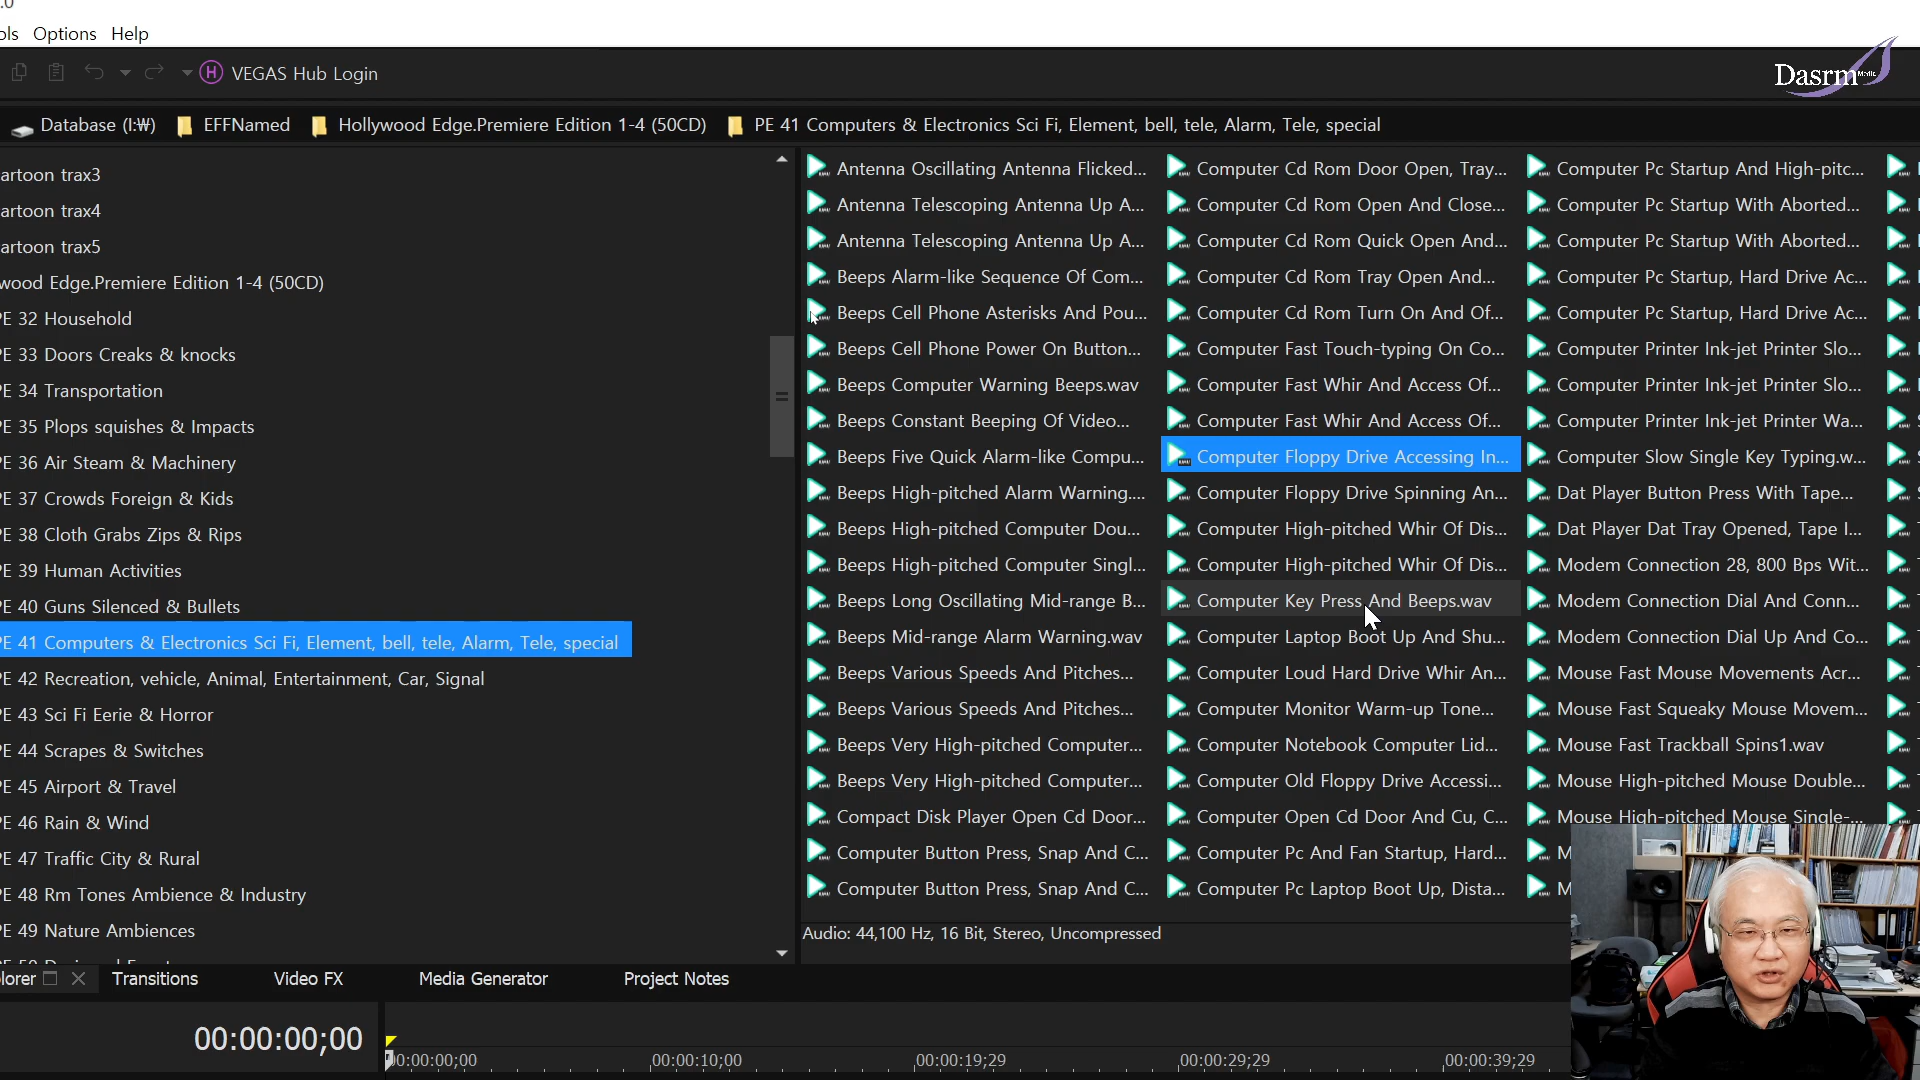 .0
ols Options Help
VEGAS Hub Login
Dasrm Media
Database (I:₩) EFFNamed Hollywood Edge.Premiere Edition 1-4 (50CD) PE 41 Computers & Electronics Sci Fi, Element, bell, tele, Alarm, Tele, special
artoon trax3
artoon trax4
artoon trax5
wood Edge.Premiere Edition 1-4 (50CD)
PE 32 Household
PE 33 Doors Creaks & knocks
PE 34 Transportation
PE 35 Plops squishes & Impacts
PE 36 Air Steam & Machinery
PE 37 Crowds Foreign & Kids
PE 38 Cloth Grabs Zips & Rips
PE 39 Human Activities
PE 40 Guns Silenced & Bullets
PE 41 Computers & Electronics Sci Fi, Element, bell, tele, Alarm, Tele, special
PE 42 Recreation, vehicle, Animal, Entertainment, Car, Signal
PE 43 Sci Fi Eerie & Horror
PE 44 Scrapes & Switches
PE 45 Airport & Travel
PE 46 Rain & Wind
PE 47 Traffic City & Rural
PE 48 Rm Tones Ambience & Industry
PE 49 Nature Ambiences
Antenna Oscillating Antenna Flicked...
Antenna Telescoping Antenna Up A...
Antenna Telescoping Antenna Up A...
Beeps Alarm-like Sequence Of Com...
Beeps Cell Phone Asterisks And Pou...
Beeps Cell Phone Power On Button...
Beeps Computer Warning Beeps.wav
Beeps Constant Beeping Of Video...
Beeps Five Quick Alarm-like Compu...
Beeps High-pitched Alarm Warning....
Beeps High-pitched Computer Dou...
Beeps High-pitched Computer Singl...
Beeps Long Oscillating Mid-range B...
Beeps Mid-range Alarm Warning.wav
Beeps Various Speeds And Pitches...
Beeps Various Speeds And Pitches...
Beeps Very High-pitched Computer...
Beeps Very High-pitched Computer...
Compact Disk Player Open Cd Door...
Computer Button Press, Snap And C...
Computer Button Press, Snap And C...
Computer Cd Rom Door Open, Tray...
Computer Cd Rom Open And Close...
Computer Cd Rom Quick Open And...
Computer Cd Rom Tray Open And...
Computer Cd Rom Turn On And Of...
Computer Fast Touch-typing On Co...
Computer Fast Whir And Access Of...
Computer Fast Whir And Access Of...
Computer Floppy Drive Accessing In...
Computer Floppy Drive Spinning An...
Computer High-pitched Whir Of Dis...
Computer High-pitched Whir Of Dis...
Computer Key Press And Beeps.wav
Computer Laptop Boot Up And Shu...
Computer Loud Hard Drive Whir An...
Computer Monitor Warm-up Tone...
Computer Notebook Computer Lid...
Computer Old Floppy Drive Accessi...
Computer Open Cd Door And Cu, C...
Computer Pc And Fan Startup, Hard...
Computer Pc Laptop Boot Up, Dista...
Computer Pc Startup And High-pitc...
Computer Pc Startup With Aborted...
Computer Pc Startup With Aborted...
Computer Pc Startup, Hard Drive Ac...
Computer Pc Startup, Hard Drive Ac...
Computer Printer Ink-jet Printer Slo...
Computer Printer Ink-jet Printer Slo...
Computer Printer Ink-jet Printer Wa...
Computer Slow Single Key Typing.w...
Dat Player Button Press With Tape...
Dat Player Dat Tray Opened, Tape I...
Modem Connection 28, 800 Bps Wit...
Modem Connection Dial And Conn...
Modem Connection Dial Up And Co...
Mouse Fast Mouse Movements Acr...
Mouse Fast Squeaky Mouse Movem...
Mouse Fast Trackball Spins1.wav
Mouse High-pitched Mouse Double...
Mouse High-pitched Mouse Single-...
Audio: 44,100 Hz, 16 Bit, Stereo, Uncompressed
lorer Transitions Video FX Media Generator Project Notes
00:00:00;00
00:00:00;00 00:00:10;00 00:00:19;29 00:00:29;29 00:00:39;29